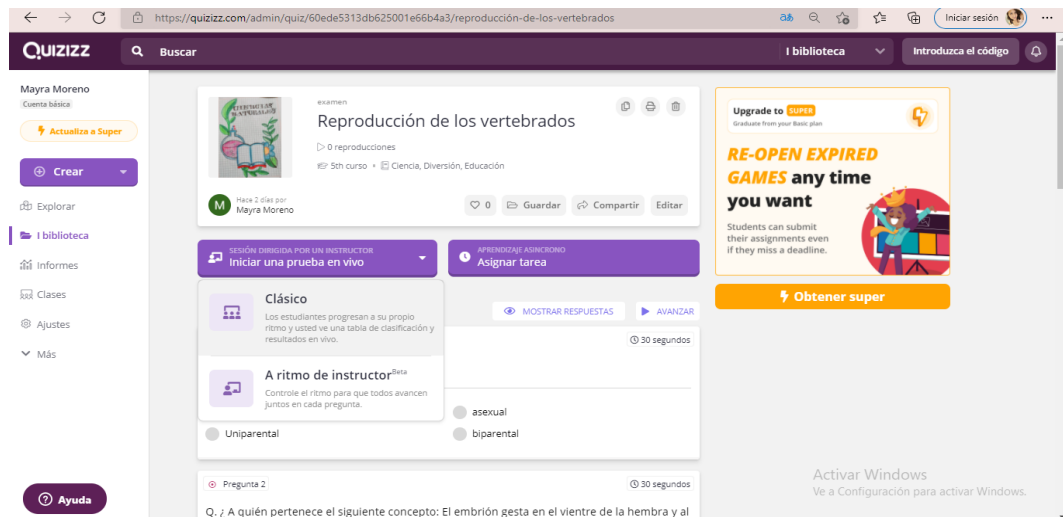 https://quizizz.com/admin/quiz/60ede5313db625001e66b4a3/reproducción-de-los-vertebrados
Iniciar sesión
QUIZIZZ
Buscar
I biblioteca
Introduzca el código
Mayra Moreno
Cuenta básica
Actualiza a Super
Crear
Explorar
I biblioteca
Informes
Clases
Ajustes
Más
Ayuda
examen
Reproducción de los vertebrados
0 reproducciones
5th curso • Ciencia, Diversión, Educación
M
Hace 2 días por
Mayra Moreno
0
Guardar
Compartir
Editar
SESIÓN DIRIGIDA POR UN INSTRUCTOR
Iniciar una prueba en vivo
APRENDIZAJE ASINCRONO
Asignar tarea
Clásico
Los estudiantes progresan a su propio
ritmo y usted ve una tabla de clasificación y
resultados en vivo.
A ritmo de instructor Beta
Controle el ritmo para que todos avancen
juntos en cada pregunta.
MOSTRAR RESPUESTAS
AVANZAR
30 segundos
asexual
Uniparental
biparental
Pregunta 2
30 segundos
Q. ¿ A quién pertenece el siguiente concepto: El embrión gesta en el vientre de la hembra y al
Upgrade to SUPER
Graduate from your Basic plan
RE-OPEN EXPIRED
GAMES any time
you want
Students can submit
their assignments even
if they miss a deadline.
Obtener super
Activar Windows
Ve a Configuración para activar Windows.